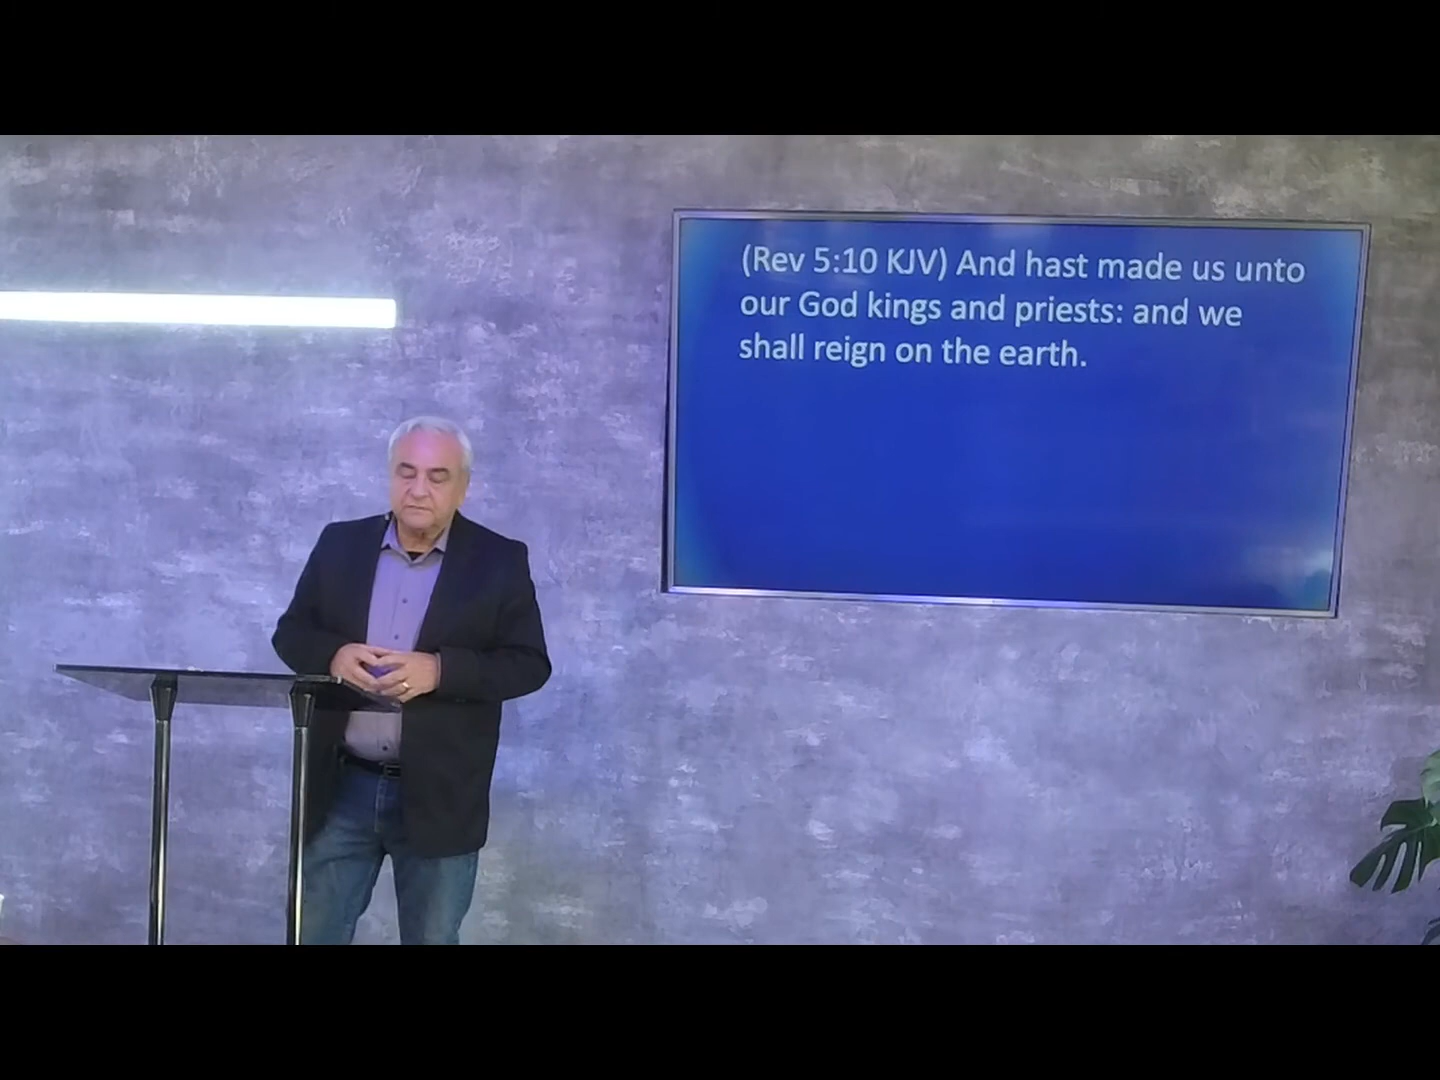 (Rev 5:10 KJV) And hast made us unto
our God kings and priests: and we
shall reign on the earth.